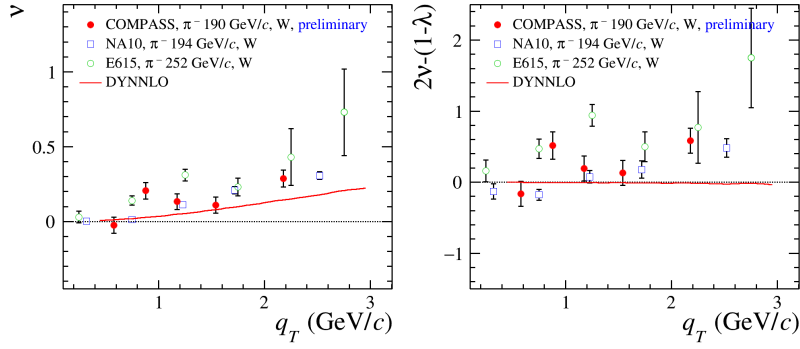 ν
COMPASS, π⁻ 190 GeV/c, W, preliminary
NA10, π⁻ 194 GeV/c, W
E615, π⁻ 252 GeV/c, W
DYNNLO
1
0.5
0
1 2 3
q_T (GeV/c)
2ν-(1-λ)
COMPASS, π⁻ 190 GeV/c, W, preliminary
NA10, π⁻ 194 GeV/c, W
E615, π⁻ 252 GeV/c, W
DYNNLO
2
1
0
−1
1 2 3
q_T (GeV/c)